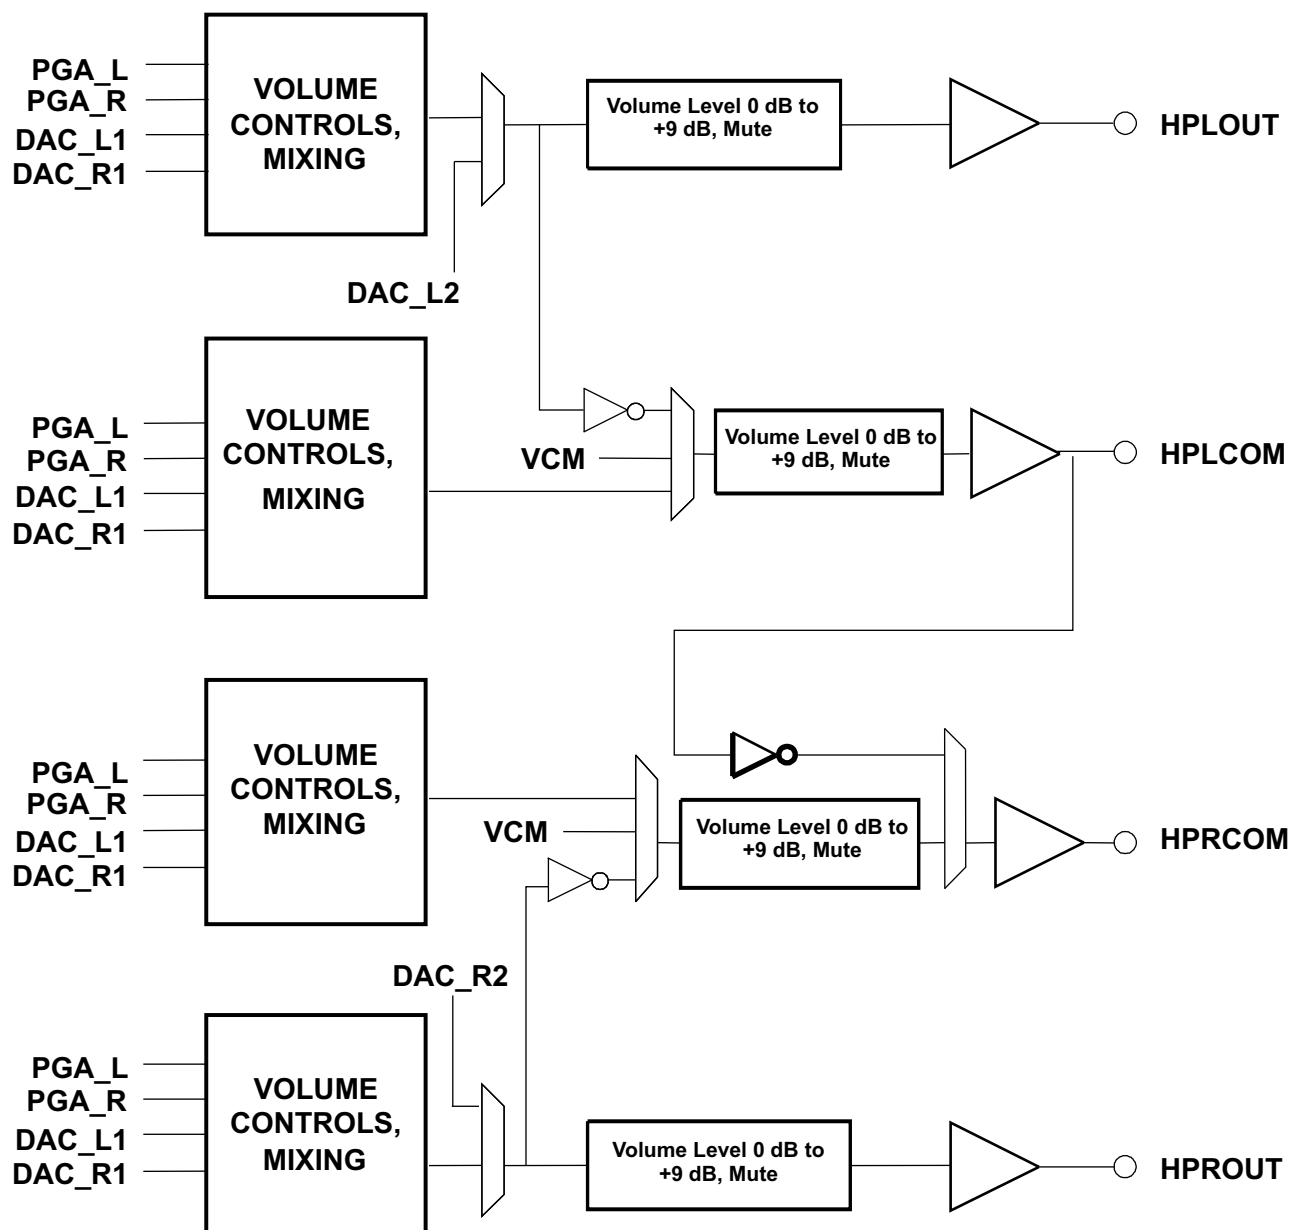 PGA_L
PGA_R
DAC_L1
DAC_R1
VOLUME
CONTROLS,
MIXING
DAC_L2
Volume Level 0 dB to
+9 dB, Mute
HPLOUT
PGA_L
PGA_R
DAC_L1
DAC_R1
VOLUME
CONTROLS,
MIXING
VCM
Volume Level 0 dB to
+9 dB, Mute
HPLCOM
PGA_L
PGA_R
DAC_L1
DAC_R1
VOLUME
CONTROLS,
MIXING
VCM
Volume Level 0 dB to
+9 dB, Mute
HPRCOM
DAC_R2
PGA_L
PGA_R
DAC_L1
DAC_R1
VOLUME
CONTROLS,
MIXING
Volume Level 0 dB to
+9 dB, Mute
HPROUT